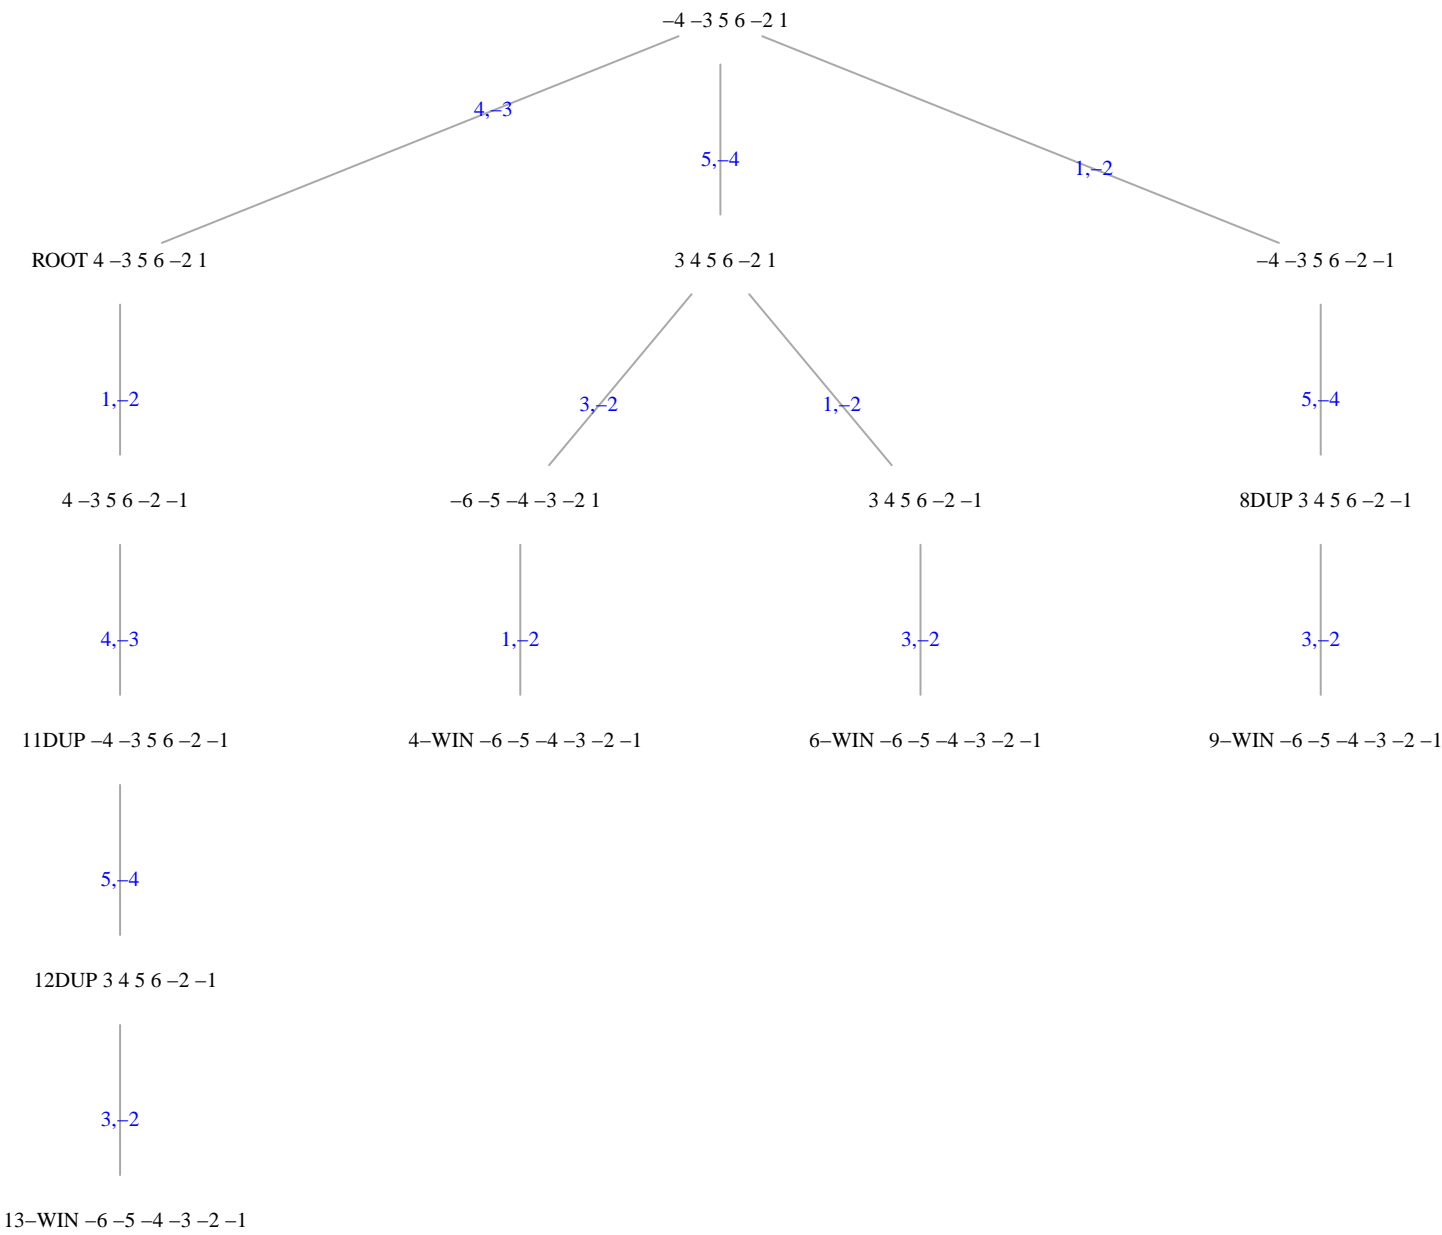 –4 –3 5 6 –2 1
4,–3
5,–4
1,–2
ROOT 4 –3 5 6 –2 1
3 4 5 6 –2 1
–4 –3 5 6 –2 –1
1,–2
3,–2
1,–2
5,–4
4 –3 5 6 –2 –1
–6 –5 –4 –3 –2 1
3 4 5 6 –2 –1
8DUP 3 4 5 6 –2 –1
4,–3
1,–2
3,–2
3,–2
11DUP –4 –3 5 6 –2 –1
4–WIN –6 –5 –4 –3 –2 –1
6–WIN –6 –5 –4 –3 –2 –1
9–WIN –6 –5 –4 –3 –2 –1
5,–4
12DUP 3 4 5 6 –2 –1
3,–2
13–WIN –6 –5 –4 –3 –2 –1